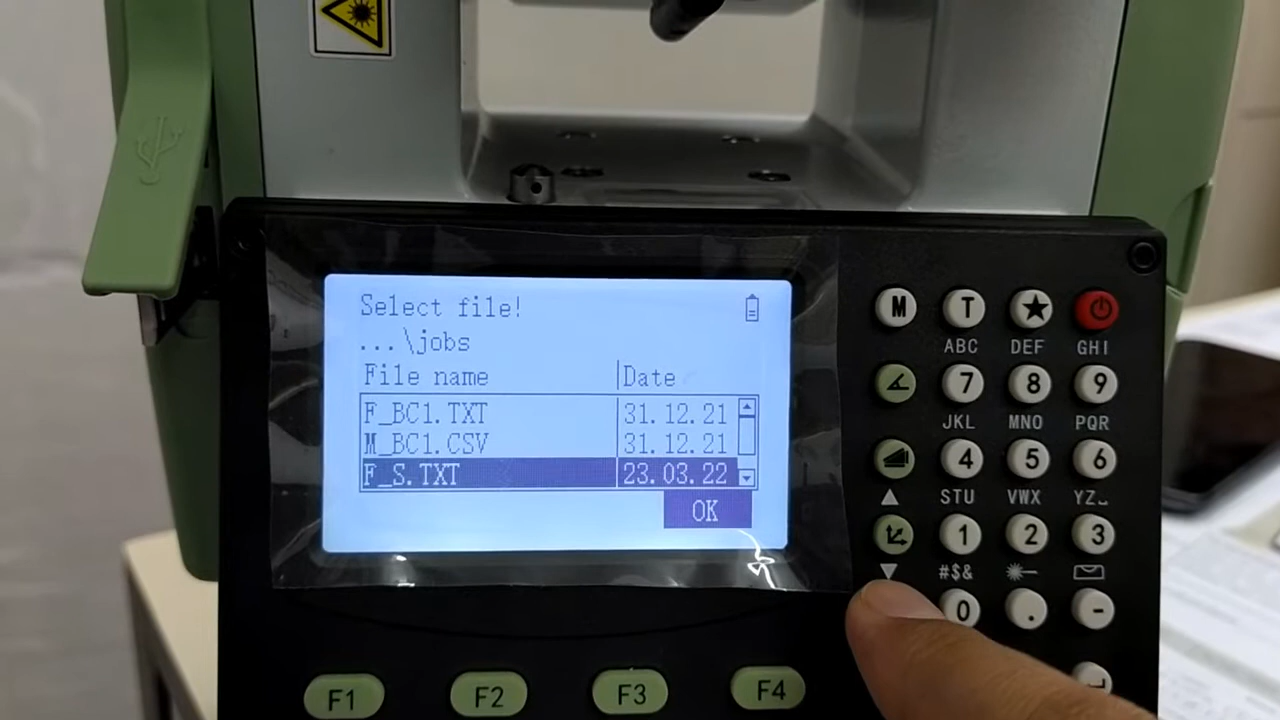 Select file!
...\jobs
File name Date
F_BC1.TXT 31.12.21
M_BC1.CSV 31.12.21
F_S.TXT 23.03.22
OK
M T ★
ABC DEF GHI
7 8 9
JKL MNO PQR
4 5 6
STU VWX YZ_
1 2 3
#$&
0 . -
F1 F2 F3 F4